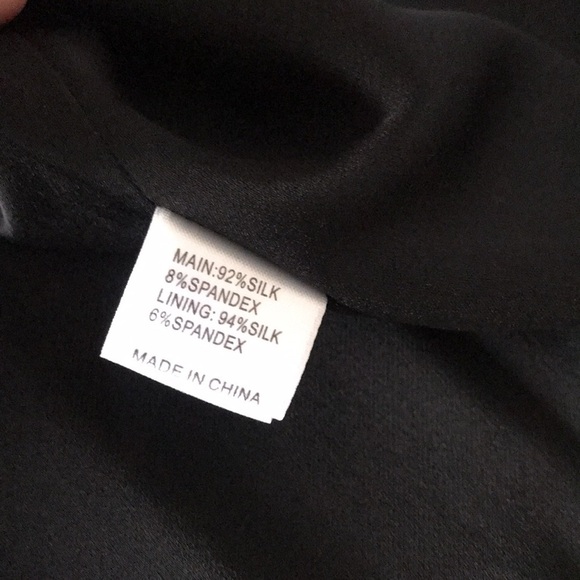 MAIN:92%SILK
8%SPANDEX
LINING: 94%SILK
6%SPANDEX
MADE IN CHINA